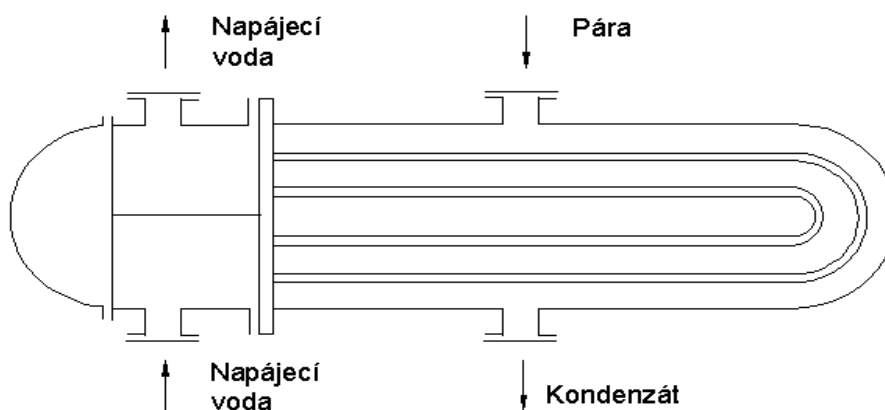 Napájecí
voda
Pára
Napájecí
voda
Kondenzát